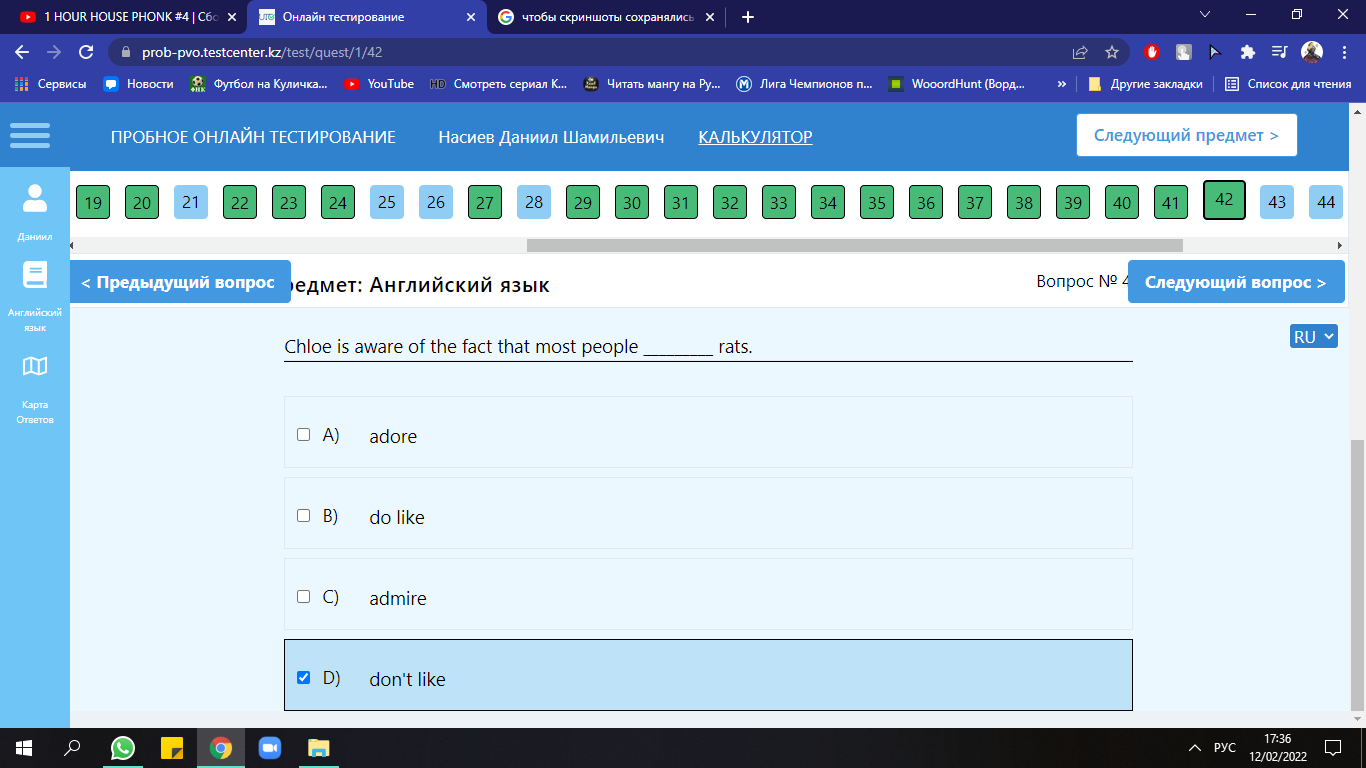 1 HOUR HOUSE PHONK #4 | Сбо
Онлайн тестирование
чтобы скриншоты сохранялись
prob-pvo.testcenter.kz/test/quest/1/42
Сервисы Новости Футбол на Куличка... YouTube HD Смотреть сериал К... Читать мангу на Ру... Лига Чемпионов п... WooordHunt (Ворд... » Другие закладки Список для чтения
ПРОБНОЕ ОНЛАЙН ТЕСТИРОВАНИЕ Насиев Даниил Шамильевич КАЛЬКУЛЯТОР Следующий предмет >
19 20 21 22 23 24 25 26 27 28 29 30 31 32 33 34 35 36 37 38 39 40 41 42 43 44
Даниил
Английский
язык
Карта
Ответов
< Предыдущий вопрос редмет: Английский язык Вопрос № 4 Следующий вопрос >
RU
Chloe is aware of the fact that most people _________ rats.
A) adore
B) do like
C) admire
D) don't like
РУС
17:36
12/02/2022